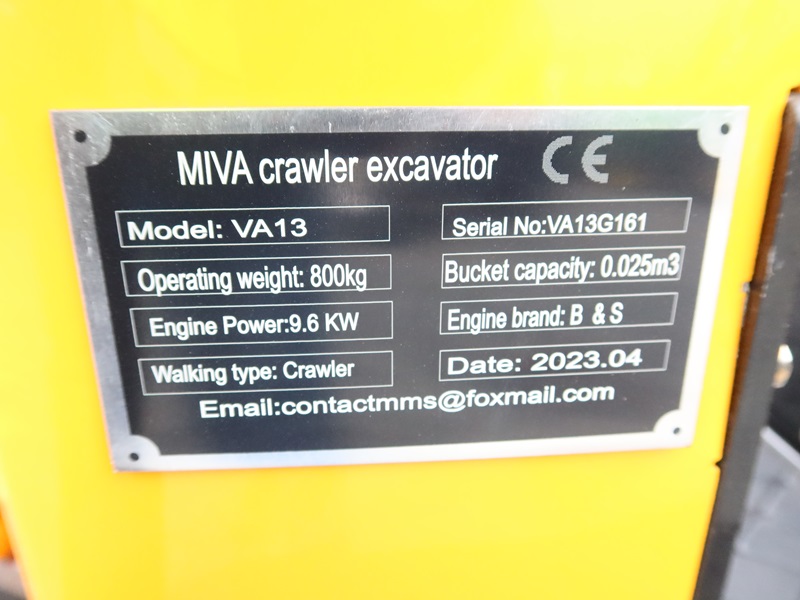 MIVA crawler excavator CE
Model: VA13
Serial No:VA13G161
Operating weight: 800kg
Bucket capacity: 0.025m3
Engine Power:9.6 KW
Engine brand: B & S
Walking type: Crawler
Date: 2023.04
Email:contactmms@foxmail.com